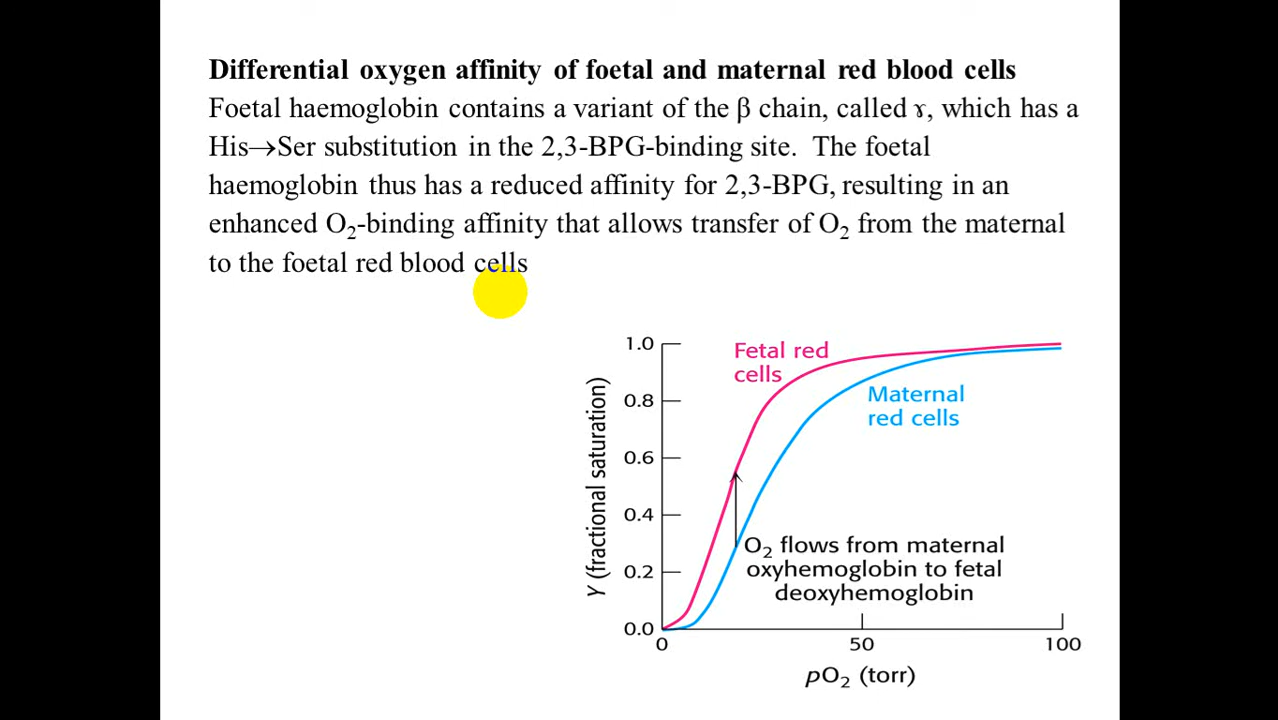 Differential oxygen affinity of foetal and maternal red blood cells
Foetal haemoglobin contains a variant of the β chain, called ɤ, which has a
His→Ser substitution in the 2,3-BPG-binding site.  The foetal
haemoglobin thus has a reduced affinity for 2,3-BPG, resulting in an
enhanced O₂-binding affinity that allows transfer of O₂ from the maternal
to the foetal red blood cells
1.0
Fetal red
cells
Maternal
red cells
0.8
0.6
0.4
0.2
0.0
Y (fractional saturation)
O₂ flows from maternal
oxyhemoglobin to fetal
deoxyhemoglobin
0
50
100
pO₂ (torr)